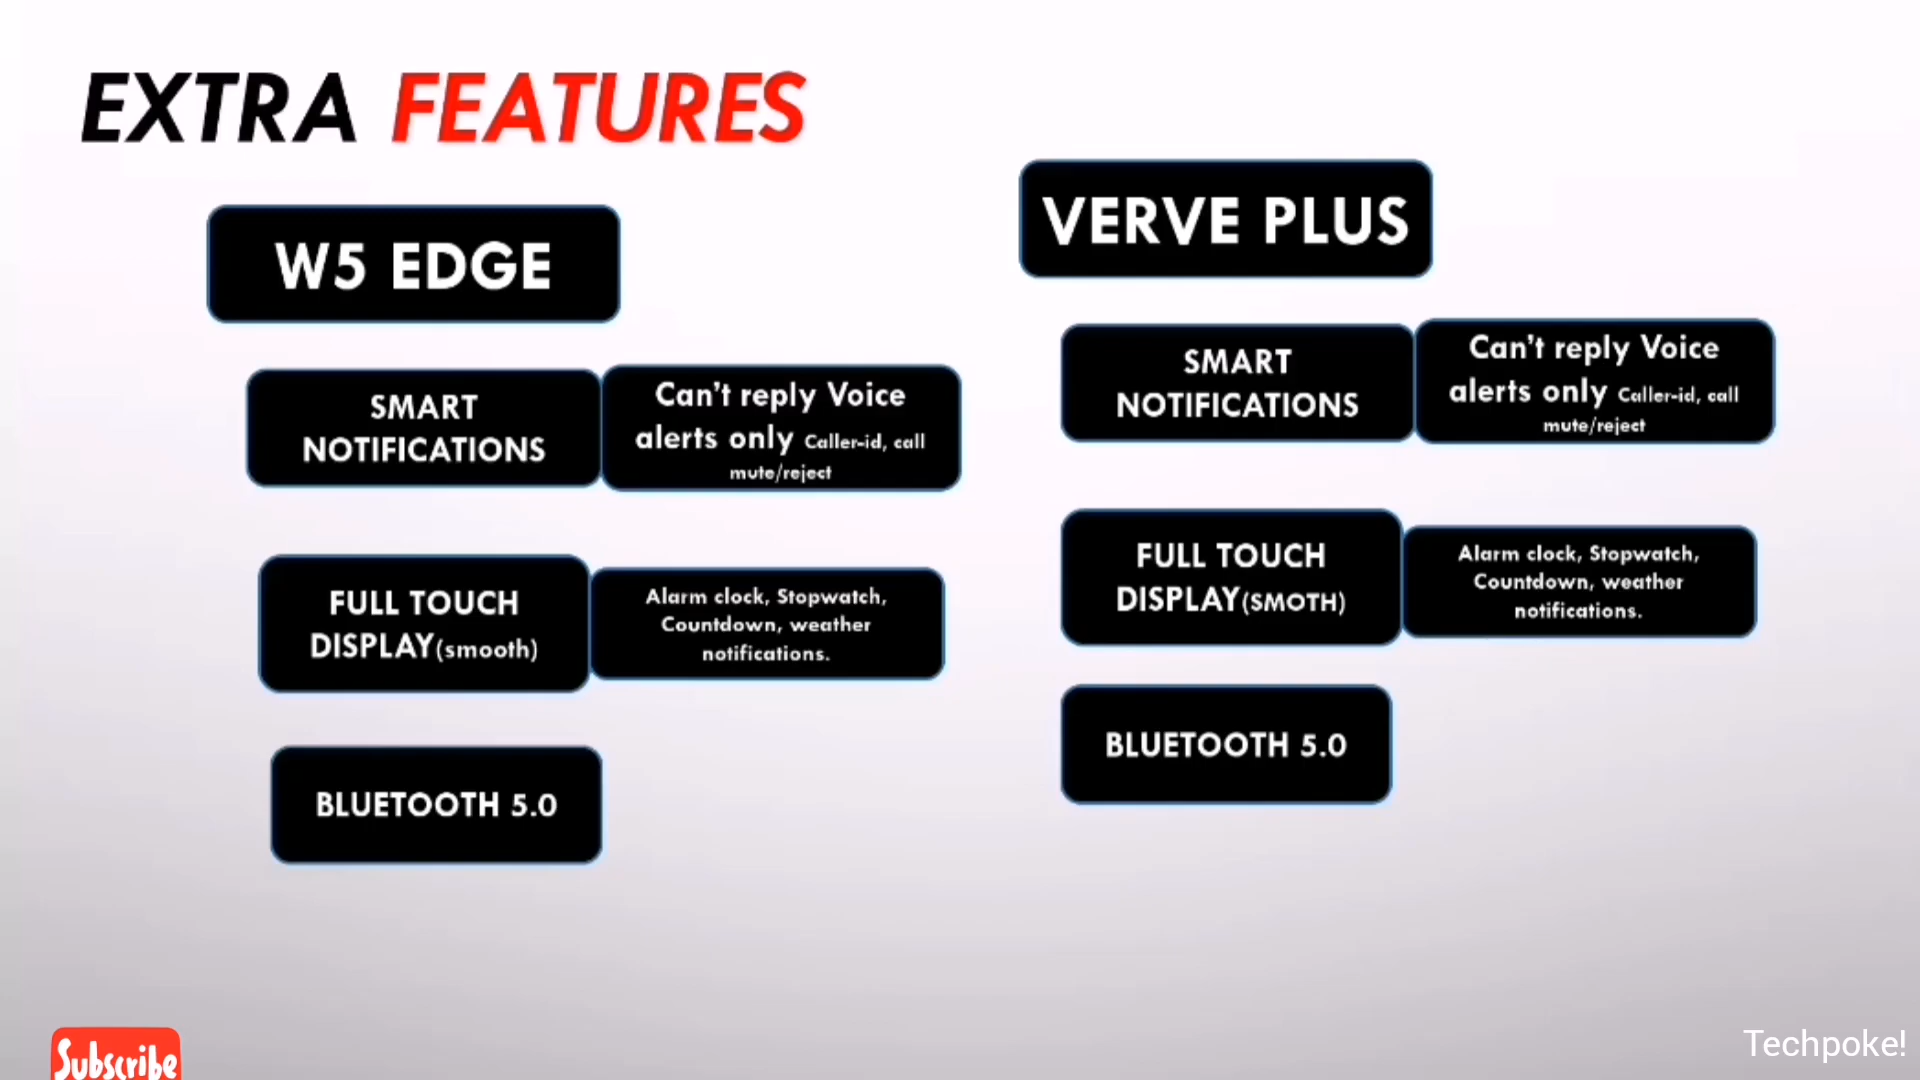 EXTRA FEATURES
W5 EDGE
SMART
NOTIFICATIONS
Can't reply Voice
alerts only Caller-id, call
mute/reject
FULL TOUCH
DISPLAY(smooth)
Alarm clock, Stopwatch,
Countdown, weather
notifications.
BLUETOOTH 5.0
VERVE PLUS
SMART
NOTIFICATIONS
Can't reply Voice
alerts only Caller-id, call
mute/reject
FULL TOUCH
DISPLAY(SMOTH)
Alarm clock, Stopwatch,
Countdown, weather
notifications.
BLUETOOTH 5.0
Subscribe
Techpoke!